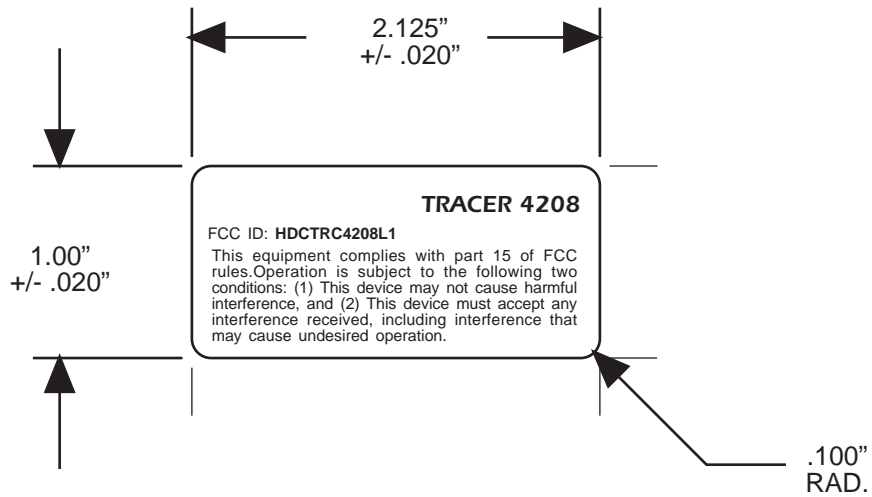 2.125”
+/- .020”
1.00”
+/- .020”
TRACER 4208
FCC ID: HDCTRC4208L1
This equipment complies with part 15 of FCC
rules.Operation is subject to the following two
conditions: (1) This device may not cause harmful
interference, and (2) This device must accept any
interference received, including interference that
may cause undesired operation.
.100”
RAD.